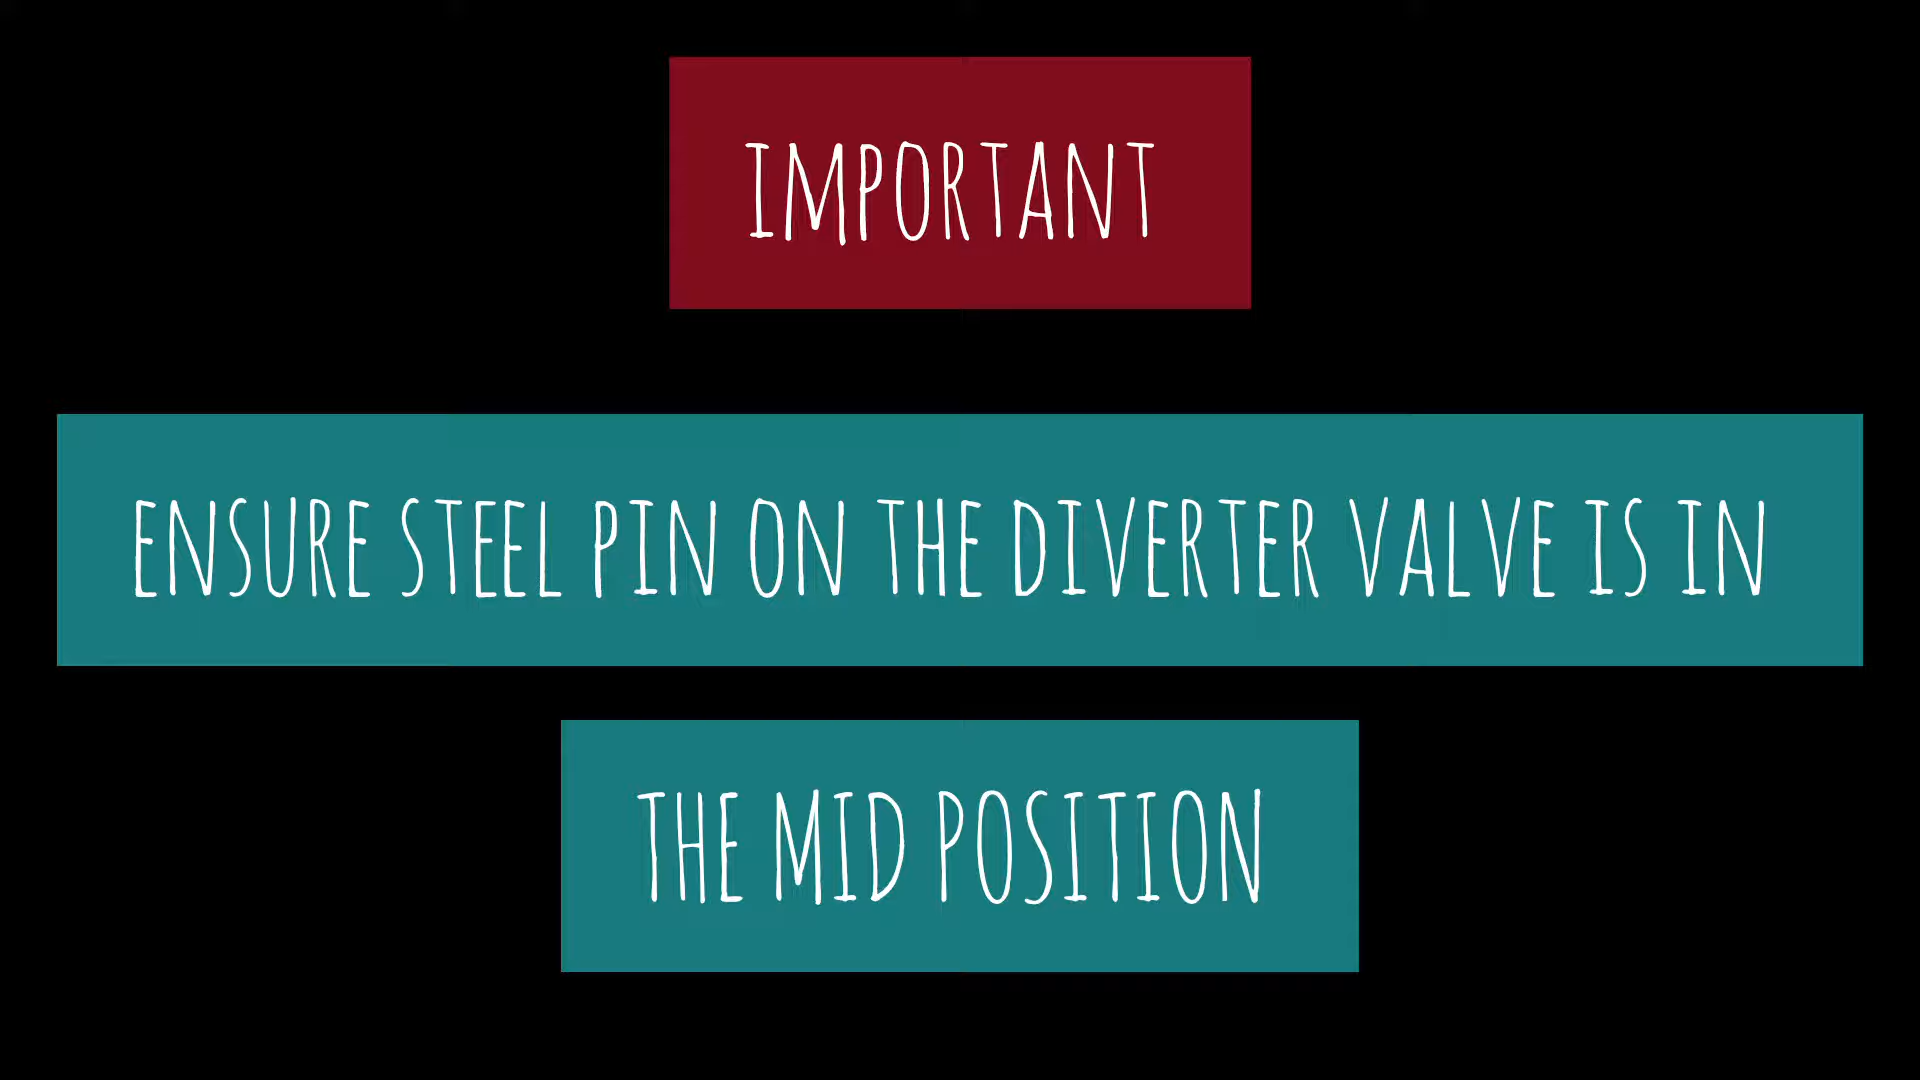 IMPORTANT
ENSURE STEEL PIN ON THE DIVERTER VALVE IS IN
THE MID POSITION